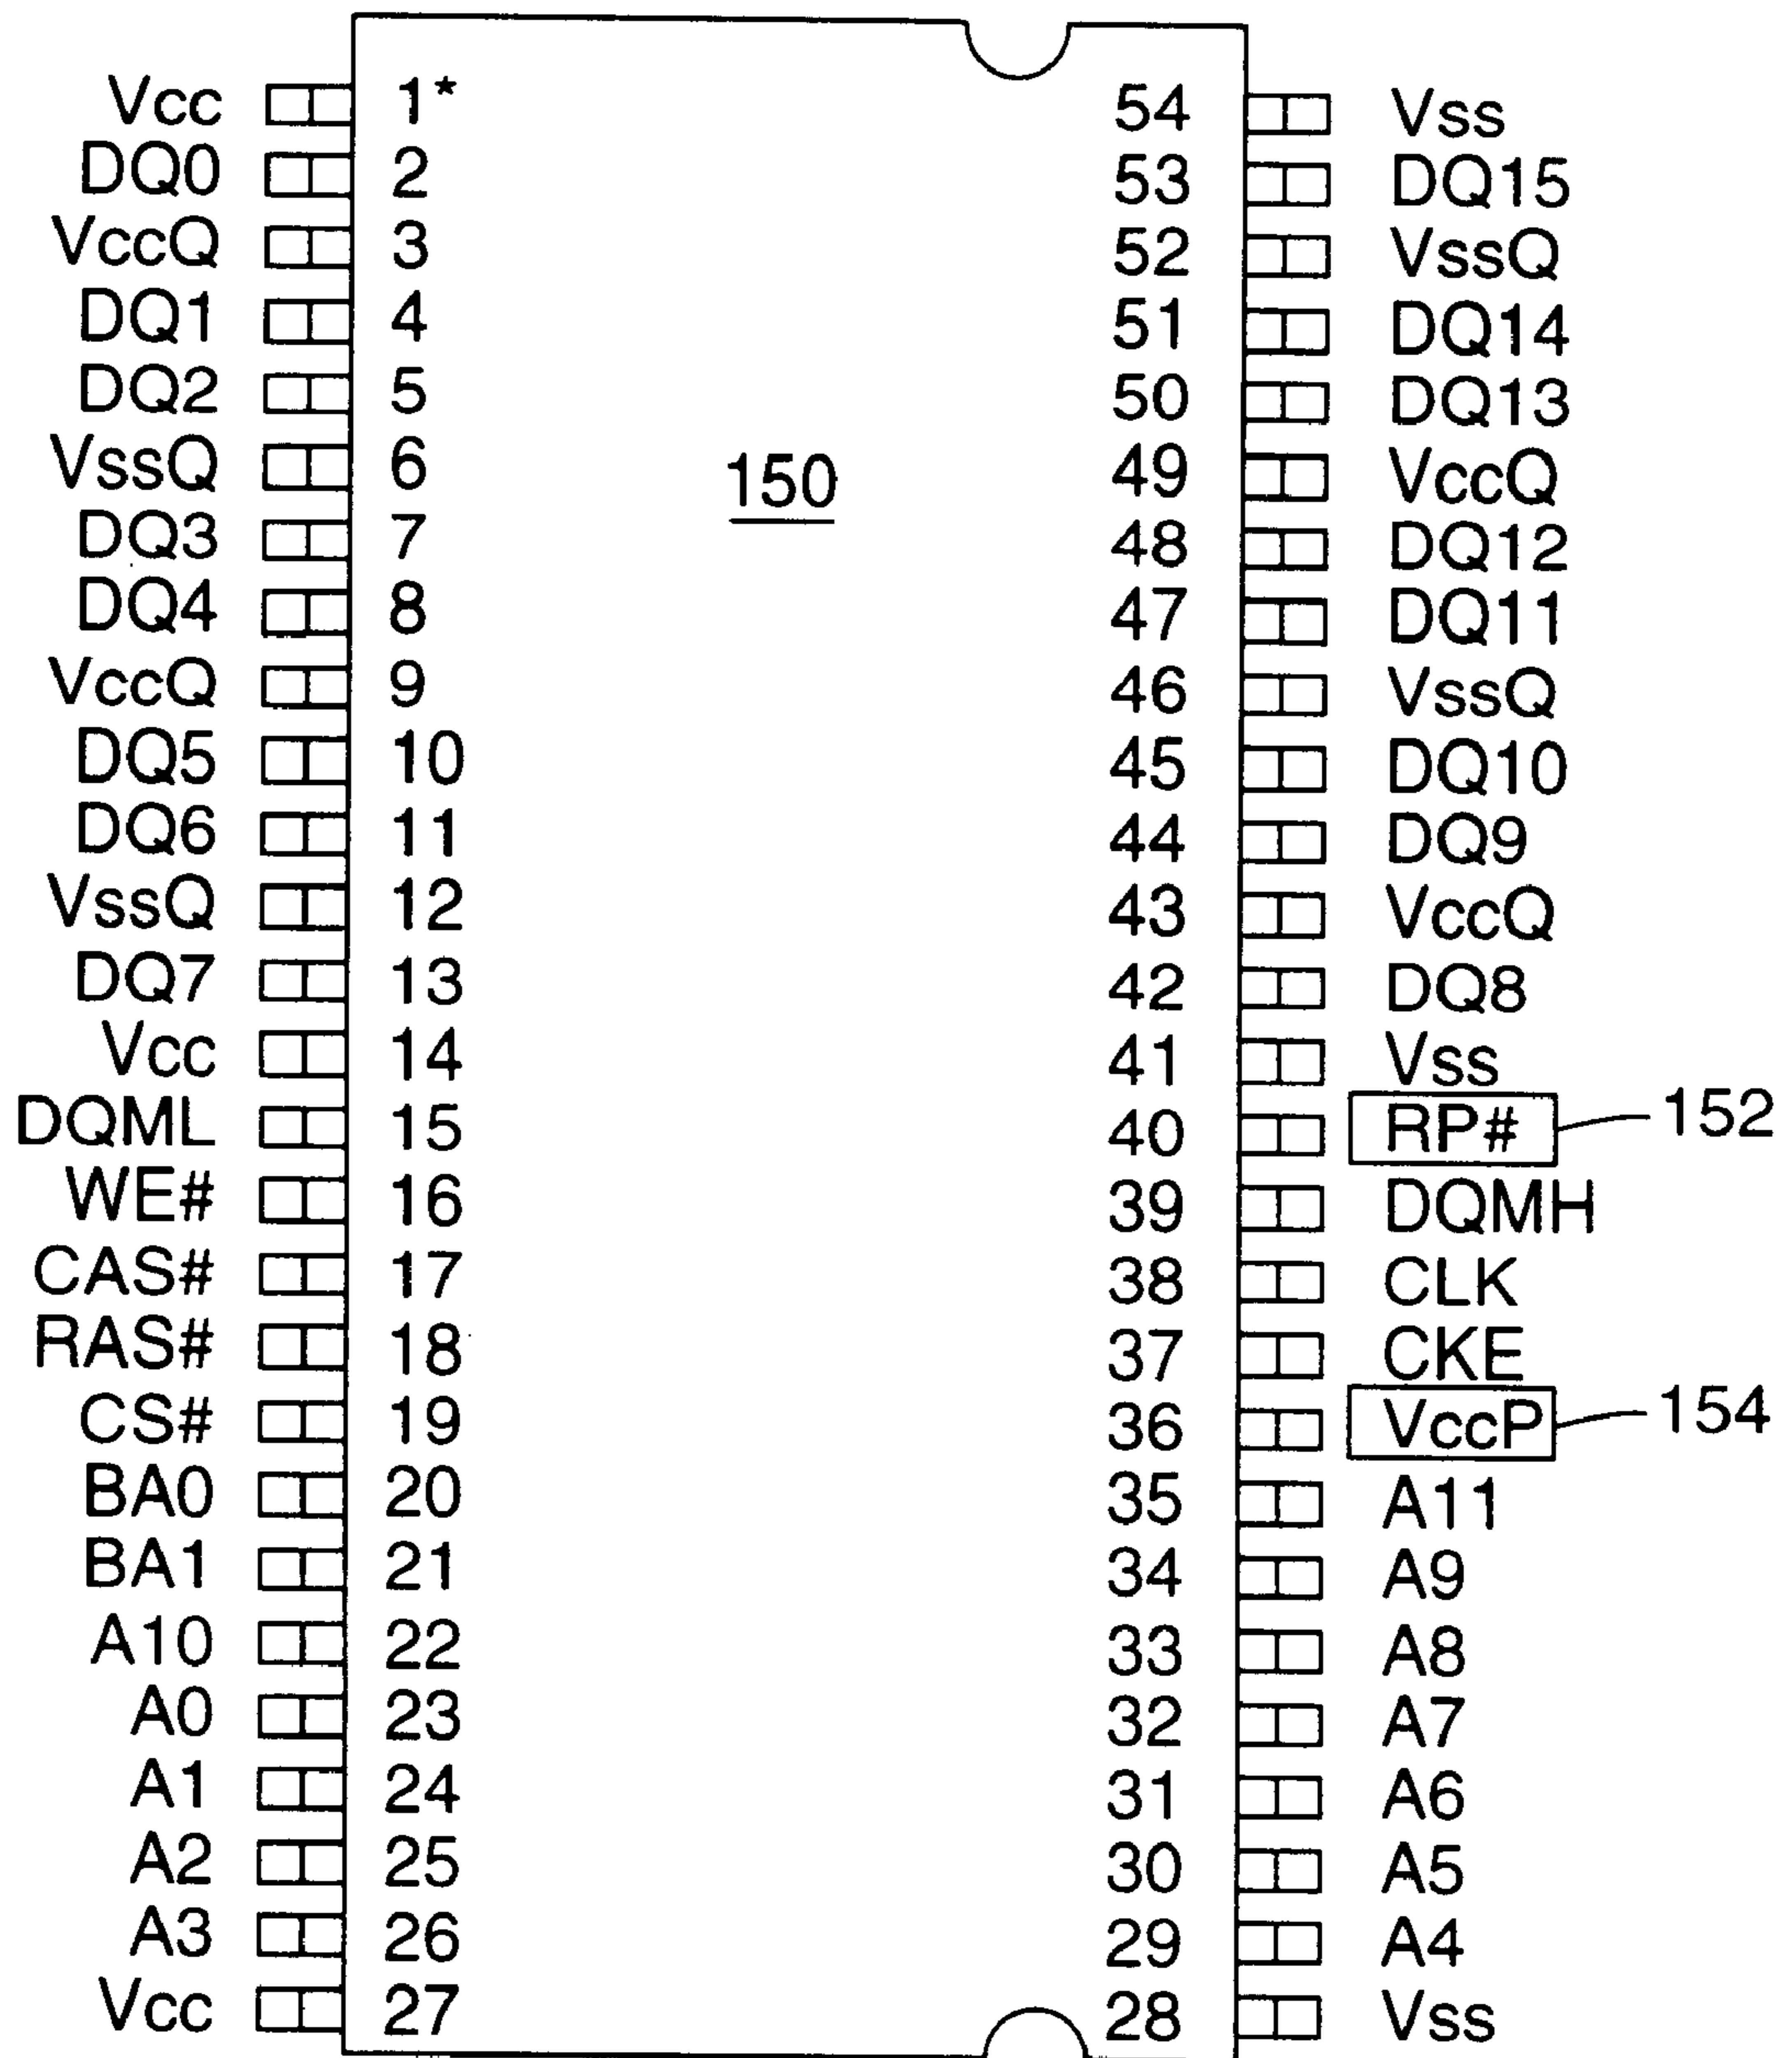 Vcc 1* 54 Vss
DQ0 2 53 DQ15
VccQ 3 52 VssQ
DQ1 4 51 DQ14
DQ2 5 50 DQ13
VssQ 6 150 49 VccQ
DQ3 7 48 DQ12
DQ4 8 47 DQ11
VccQ 9 46 VssQ
DQ5 10 45 DQ10
DQ6 11 44 DQ9
VssQ 12 43 VccQ
DQ7 13 42 DQ8
Vcc 14 41 Vss
DQML 15 40 RP# 152
WE# 16 39 DQMH
CAS# 17 38 CLK
RAS# 18 37 CKE
CS# 19 36 VccP 154
BA0 20 35 A11
BA1 21 34 A9
A10 22 33 A8
A0 23 32 A7
A1 24 31 A6
A2 25 30 A5
A3 26 29 A4
Vcc 27 28 Vss